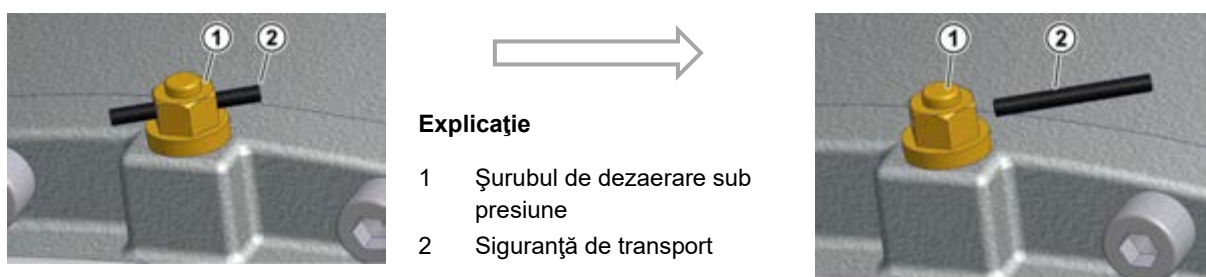 1 2
Explicaţie
1 Şurubul de dezaerare sub
presiune
2 Siguranţă de transport
1 2